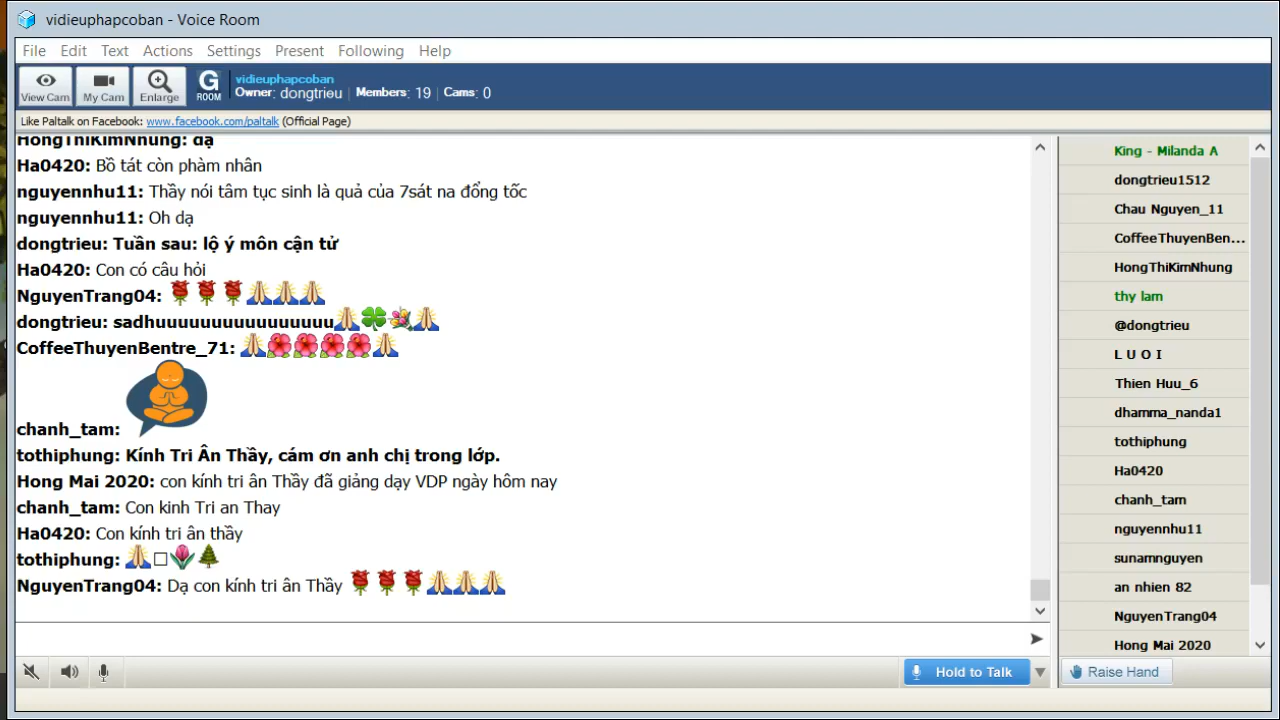 vidieuphapcoban - Voice Room
File Edit Text Actions Settings Present Following Help
View Cam My Cam Enlarge G ROOM
vidieuphapcoban
Owner: dongtrieu | Members: 19 | Cams: 0
Like Paltalk on Facebook: www.facebook.com/paltalk (Official Page)
HongThiKimNhung: dạ
Ha0420: Bồ tát còn phàm nhân
nguyennhu11: Thầy nói tâm tục sinh là quả của 7sát na đổng tốc
nguyennhu11: Oh dạ
dongtrieu: Tuần sau: lộ ý môn cận tử
Ha0420: Con có câu hỏi
NguyenTrang04: 🌹🌹🌹🙏🙏🙏
dongtrieu: sadhuuuuuuuuuuuuuuuuu🙏🍀💐🙏
CoffeeThuyenBentre_71: 🙏🌺🌺🌺🌺🙏
chanh_tam:
tothiphung: Kính Tri Ân Thầy, cám ơn anh chị trong lớp.
Hong Mai 2020: con kính tri ân Thầy đã giảng dạy VDP ngày hôm nay
chanh_tam: Con kinh Tri an Thay
Ha0420: Con kính tri ân thầy
tothiphung: 🙏□🌷🌲
NguyenTrang04: Dạ con kính tri ân Thầy 🌹🌹🌹🙏🙏🙏
King - Milanda A
dongtrieu1512
Chau Nguyen_11
CoffeeThuyenBen...
HongThiKimNhung
thy lam
@dongtrieu
L U O I
Thien Huu_6
dhamma_nanda1
tothiphung
Ha0420
chanh_tam
nguyennhu11
sunamnguyen
an nhien 82
NguyenTrang04
Hong Mai 2020
Hold to Talk
Raise Hand